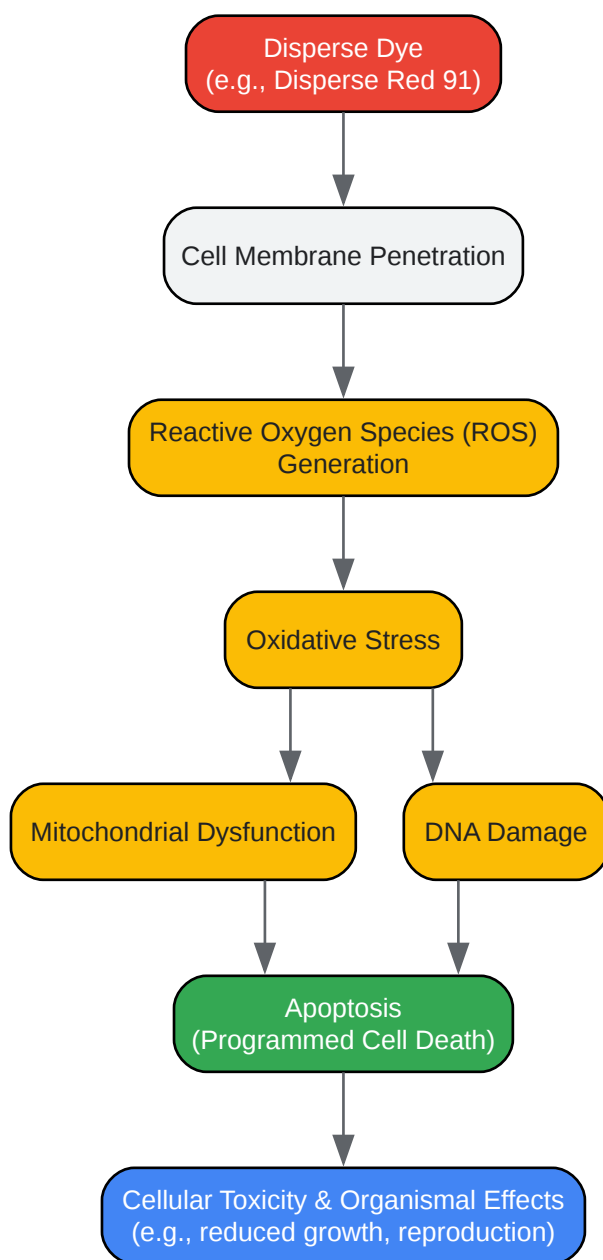 Disperse Dye
(e.g., Disperse Red 91)
Cell Membrane Penetration
Reactive Oxygen Species (ROS)
Generation
Oxidative Stress
Mitochondrial Dysfunction
DNA Damage
Apoptosis
(Programmed Cell Death)
Cellular Toxicity & Organismal Effects
(e.g., reduced growth, reproduction)